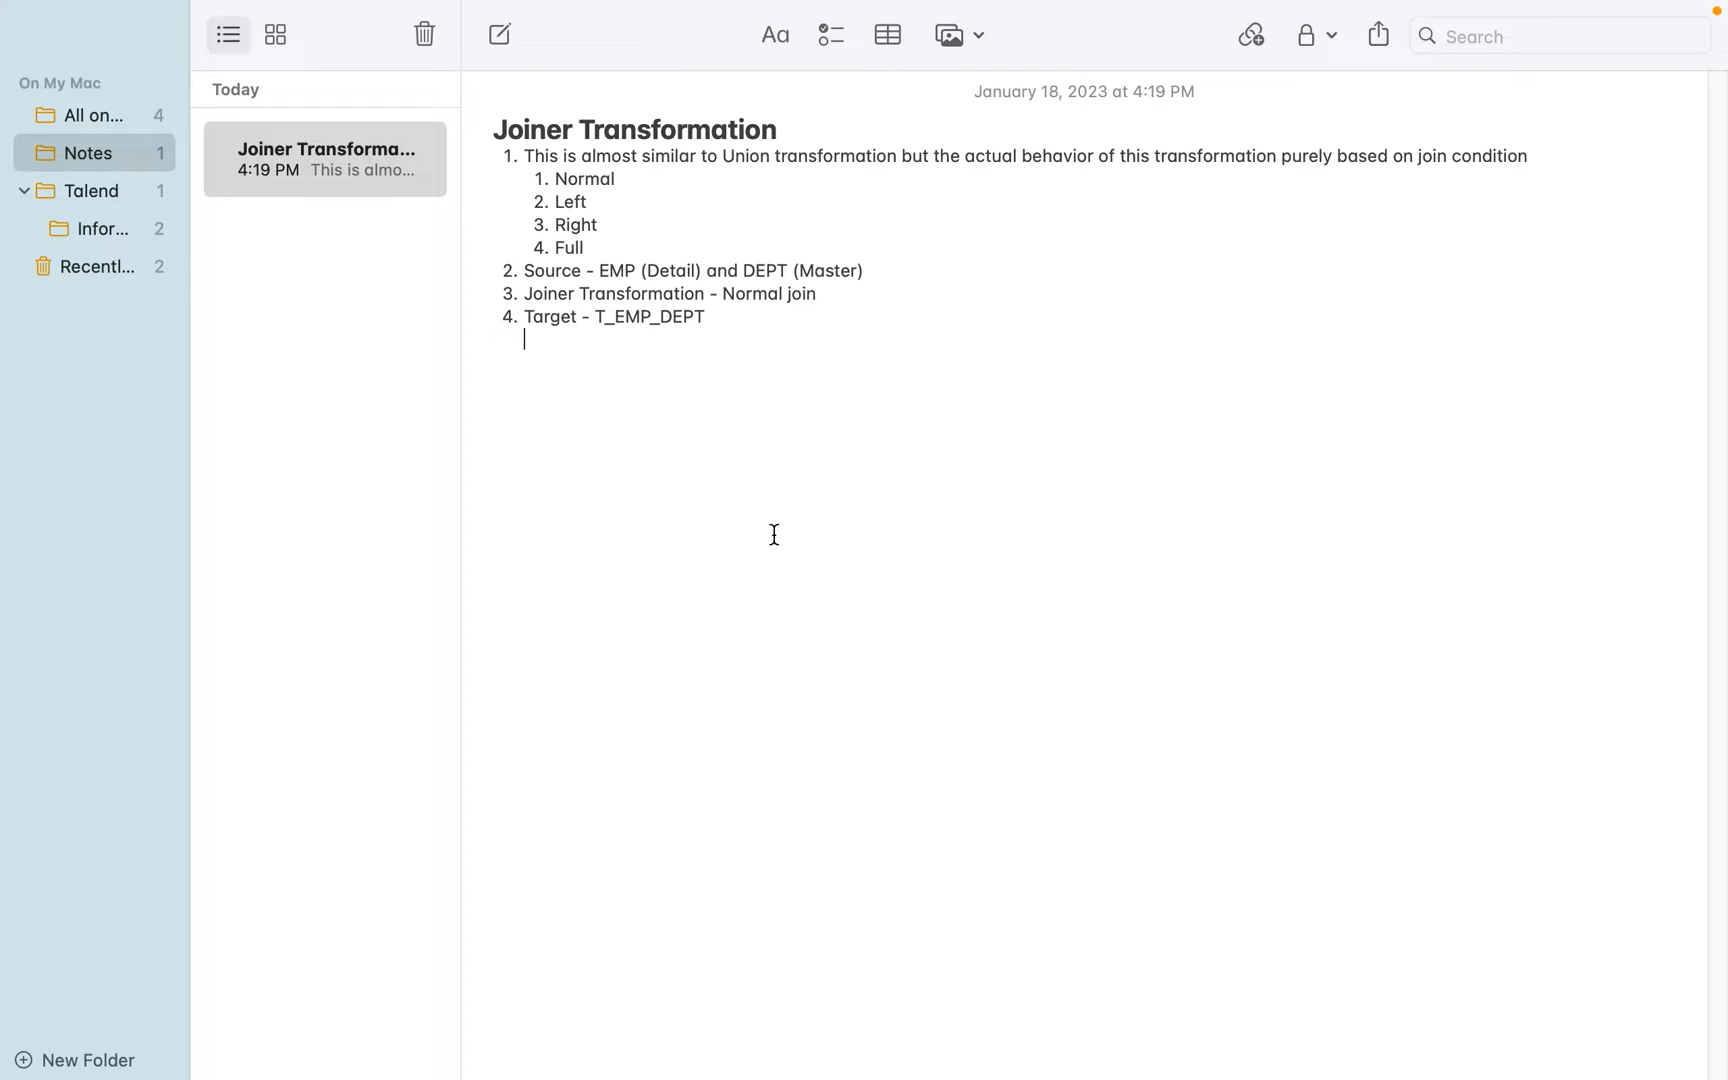 Search
On My Mac
All on... 4
Notes 1
Talend 1
Infor... 2
Recentl... 2
New Folder
Today
Joiner Transforma...
4:19 PM This is almo...
Aa
January 18, 2023 at 4:19 PM
Joiner Transformation
1. This is almost similar to Union transformation but the actual behavior of this transformation purely based on join condition
1. Normal
2. Left
3. Right
4. Full
2. Source - EMP (Detail) and DEPT (Master)
3. Joiner Transformation - Normal join
4. Target - T_EMP_DEPT